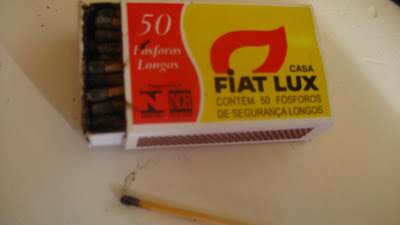 50
Fósforos
Longos
CASA
FIAT LUX
CONTÉM 50 FÓSFOROS
DE SEGURANÇA LONGOS